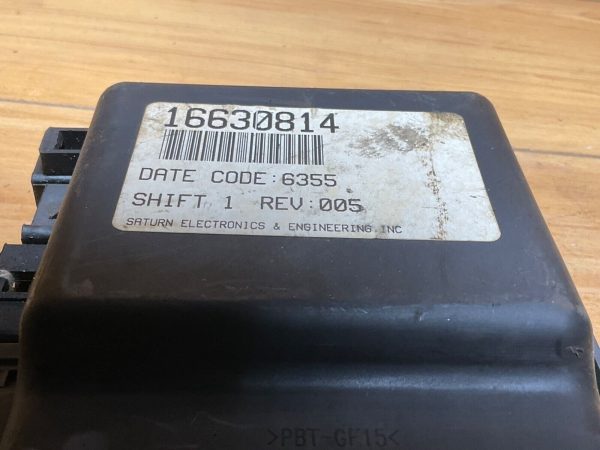 16630814
DATE CODE:6355
SHIFT 1 REV:005
SATURN ELECTRONICS & ENGINEERING,INC
>PBT-GF15<